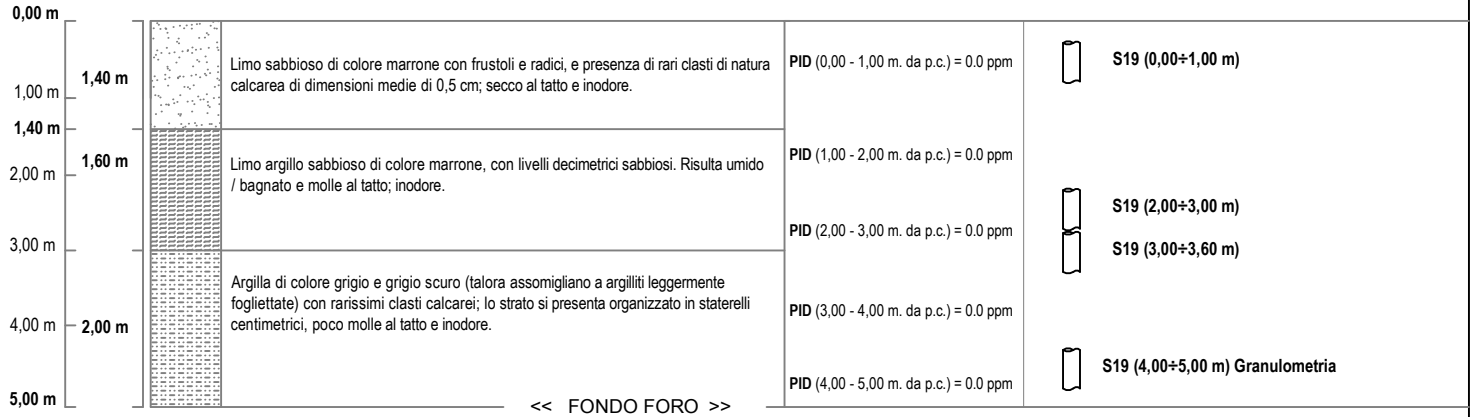 0,00 m
1,40 m
1,00 m
1,40 m
1,60 m
2,00 m
3,00 m
4,00 m
2,00 m
5,00 m
Limo sabbioso di colore marrone con frustoli e radici, e presenza di rari clasti di natura
calcarea di dimensioni medie di 0,5 cm; secco al tatto e inodore.
Limo argillo sabbioso di colore marrone, con livelli decimetrici sabbiosi. Risulta umido
/ bagnato e molle al tatto; inodore.
Argilla di colore grigio e grigio scuro (talora assomigliano a argilliti leggermente
fogliettate) con rarissimi clasti calcarei; lo strato si presenta organizzato in staterelli
centimetrici, poco molle al tatto e inodore.
<< FONDO FORO >>
PID (0,00 - 1,00 m. da p.c.) = 0.0 ppm
PID (1,00 - 2,00 m. da p.c.) = 0.0 ppm
PID (2,00 - 3,00 m. da p.c.) = 0.0 ppm
PID (3,00 - 4,00 m. da p.c.) = 0.0 ppm
PID (4,00 - 5,00 m. da p.c.) = 0.0 ppm
S19 (0,00÷1,00 m)
S19 (2,00÷3,00 m)
S19 (3,00÷3,60 m)
S19 (4,00÷5,00 m) Granulometria